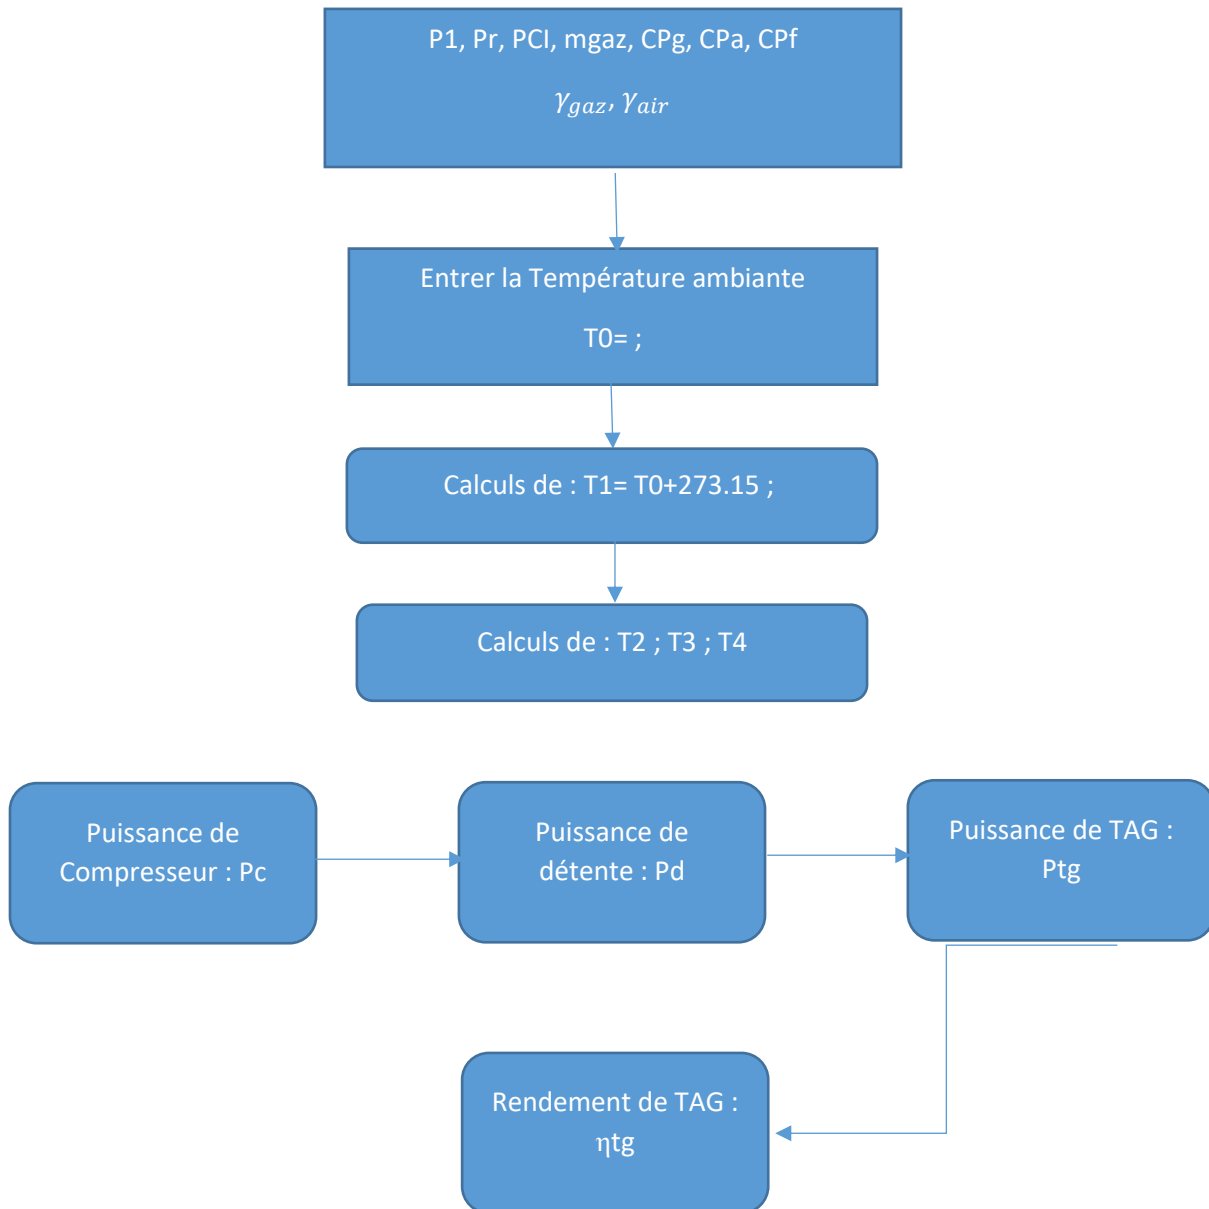 P1, Pr, PCI, mgaz, CPg, CPa, CPf
γgaz, γair
Entrer la Température ambiante
T0= ;
Calculs de : T1= T0+273.15 ;
Calculs de : T2 ; T3 ; T4
Puissance de
Compresseur : Pc
Puissance de
détente : Pd
Puissance de TAG :
Ptg
Rendement de TAG :
ηtg